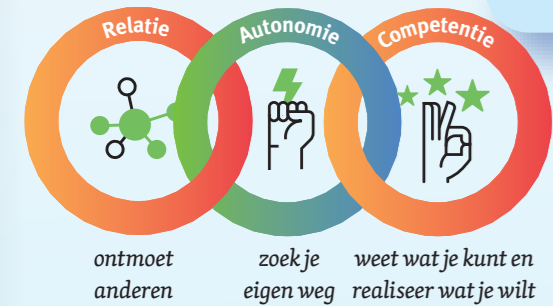 Relatie
Autonomie
Competentie
ontmoet
anderen
zoek je
eigen weg
weet wat je kunt en
realiseer wat je wilt